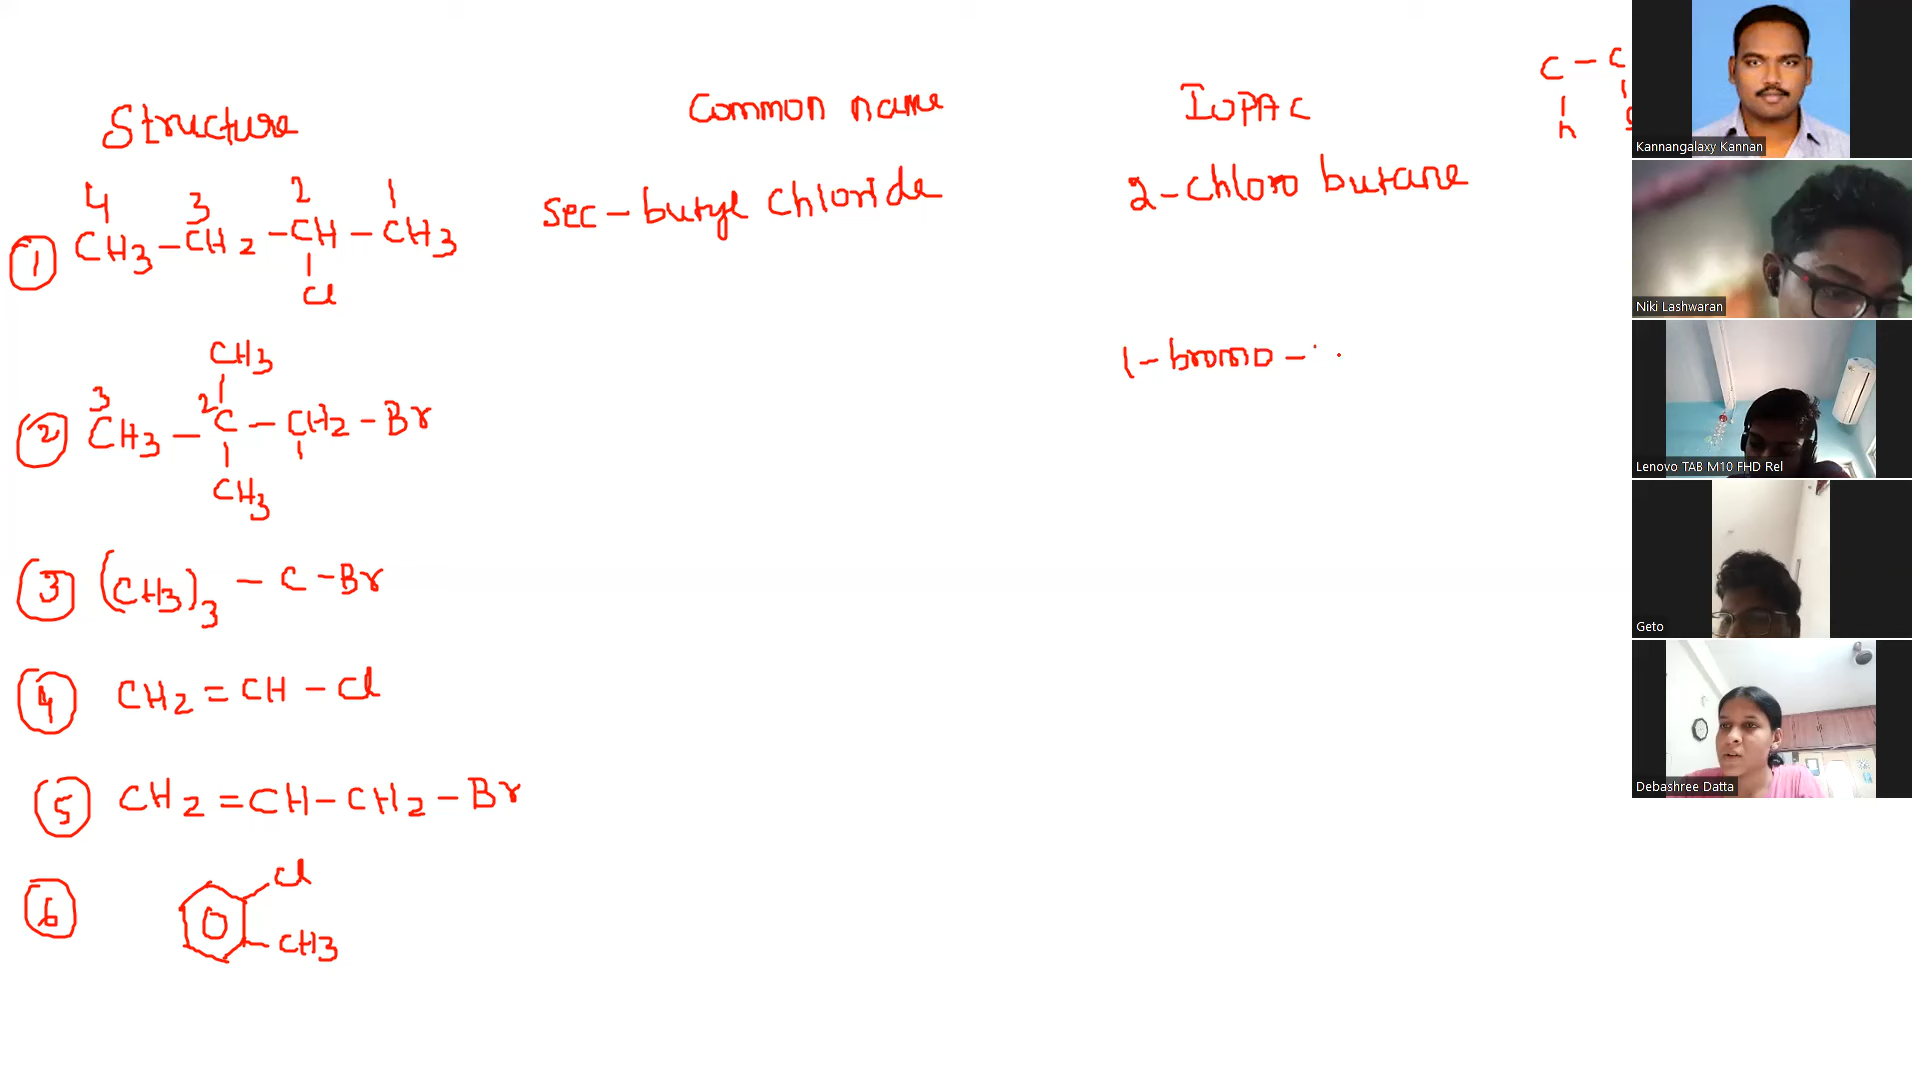 Structure Common name IUPAC
C - C
h
4 3 2 1
① CH3 - CH2 - CH - CH3 sec - butyl chloride 2 - chloro butane
Cl
CH3
3 2
② CH3 - C - CH2 - Br 1 - bromo -
CH3
③ (CH3)3 - C - Br
④ CH2 = CH - Cl
⑤ CH2 = CH - CH2 - Br
⑥ Cl
CH3
Kannangalaxy Kannan
Niki Lashwaran
Lenovo TAB M10 FHD Rel
Geto
Debashree Datta